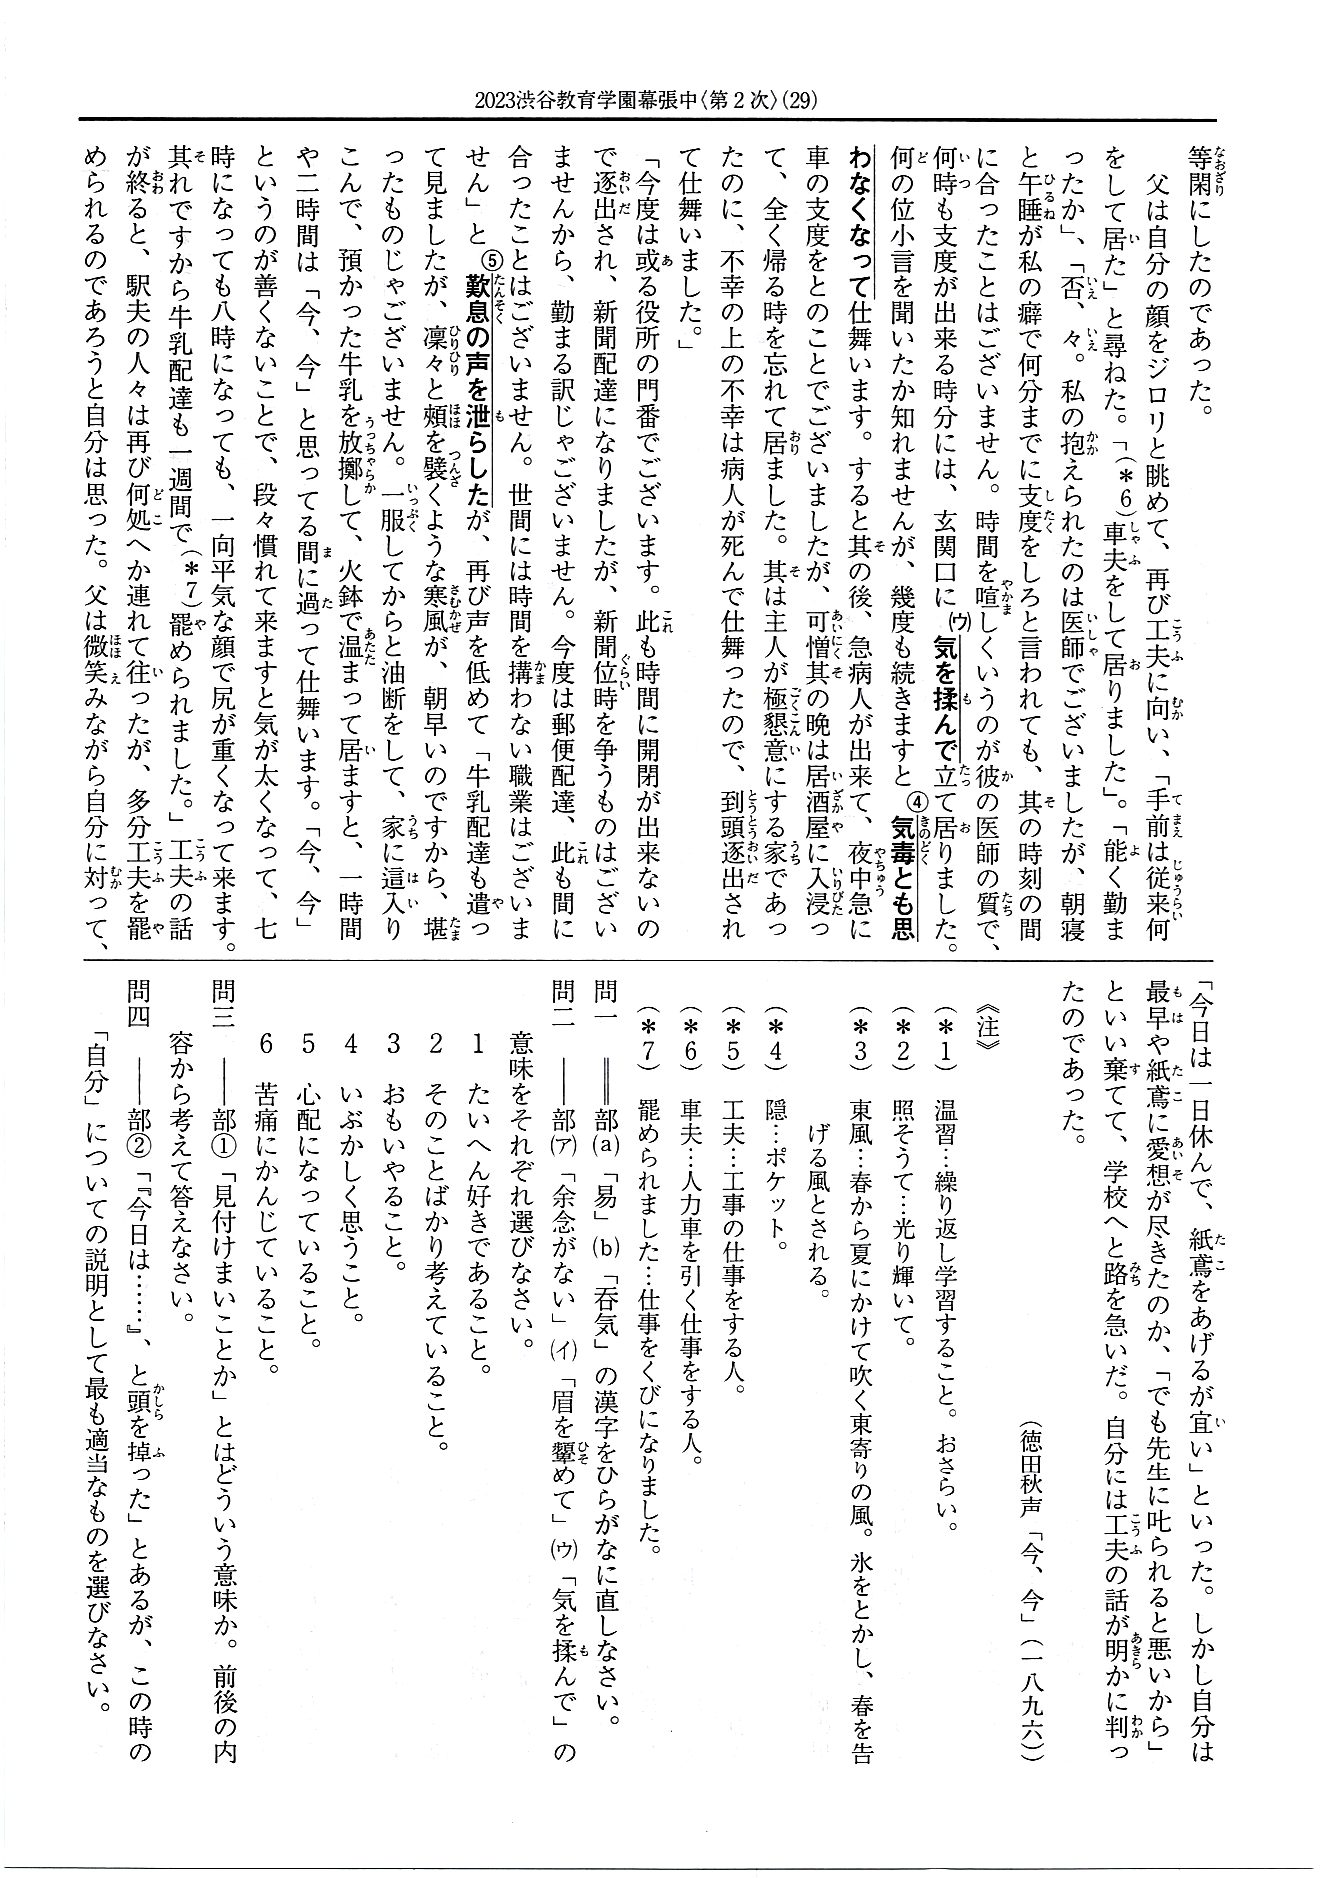 2023渋谷教育学園幕張中〈第2次〉(29)
等閑にしたのであった。
　父は自分の顔をジロリと眺めて、再び工夫に向い、「手前は従来何
をして居た」と尋ねた。「(＊6)車夫をして居りました」。「能く勤ま
ったか」、「否、々。私の抱えられたのは医師でございましたが、朝寝
と午睡が私の癖で何分までに支度をしろと言われても、其の時刻の間
に合ったことはございません。時間を喧しくいうのが彼の医師の質で、
何時も支度が出来る時分には、玄関口に(ウ)気を揉んで立て居りました。
何の位小言を聞いたか知れませんが、幾度も続きますと④気毒とも思
わなくなって仕舞います。すると其の後、急病人が出来て、夜中急に
車の支度をとのことでございましたが、可憎其の晩は居酒屋に入浸っ
て、全く帰る時を忘れて居ました。其は主人が極懇意にする家であっ
たのに、不幸の上の不幸は病人が死んで仕舞ったので、到頭逐出され
て仕舞いました。」
「今度は或る役所の門番でございます。此も時間に開閉が出来ないの
で逐出され、新聞配達になりましたが、新聞位時を争うものはござい
ませんから、勤まる訳じゃございません。今度は郵便配達、此も間に
合ったことはございません。世間には時間を搆わない職業はございま
せん」と⑤歎息の声を泄らしたが、再び声を低めて「牛乳配達も遣っ
て見ましたが、凜々と頰を襞くような寒風が、朝早いのですから、堪
ったものじゃございません。一服してからと油断をして、家に這入り
こんで、預かった牛乳を放擲して、火鉢で温まって居ますと、一時間
や二時間は「今、今」と思ってる間に過って仕舞います。「今、今」
というのが善くないことで、段々慣れて来ますと気が太くなって、七
時になっても八時になっても、一向平気な顔で尻が重くなって来ます。
其れですから牛乳配達も一週間で(＊7)罷められました。」工夫の話
が終ると、駅夫の人々は再び何処へか連れて往ったが、多分工夫を罷
められるのであろうと自分は思った。父は微笑みながら自分に対って、
「今日は一日休んで、紙鳶をあげるが宜い」といった。しかし自分は
最早や紙鳶に愛想が尽きたのか、「でも先生に叱られると悪いから」
といい棄てて、学校へと路を急いだ。自分には工夫の話が明かに判っ
たのであった。
（徳田秋声「今、今」（一八九六））
《注》
（＊1）　温習…繰り返し学習すること。おさらい。
（＊2）　照そうて…光り輝いて。
（＊3）　東風…春から夏にかけて吹く東寄りの風。氷をとかし、春を告
げる風とされる。
（＊4）　隠…ポケット。
（＊5）　工夫…工事の仕事をする人。
（＊6）　車夫…人力車を引く仕事をする人。
（＊7）　罷められました…仕事をくびになりました。
問一　＝＝部(a)「易」(b)「呑気」の漢字をひらがなに直しなさい。
問二　――部(ア)「余念がない」(イ)「眉を顰めて」(ウ)「気を揉んで」の
意味をそれぞれ選びなさい。
1　たいへん好きであること。
2　そのことばかり考えていること。
3　おもいやること。
4　いぶかしく思うこと。
5　心配になっていること。
6　苦痛にかんじていること。
問三　――部①「見付けまいことか」とはどういう意味か。前後の内
容から考えて答えなさい。
問四　――部②「『今日は……』、と頭を掉った」とあるが、この時の
「自分」についての説明として最も適当なものを選びなさい。